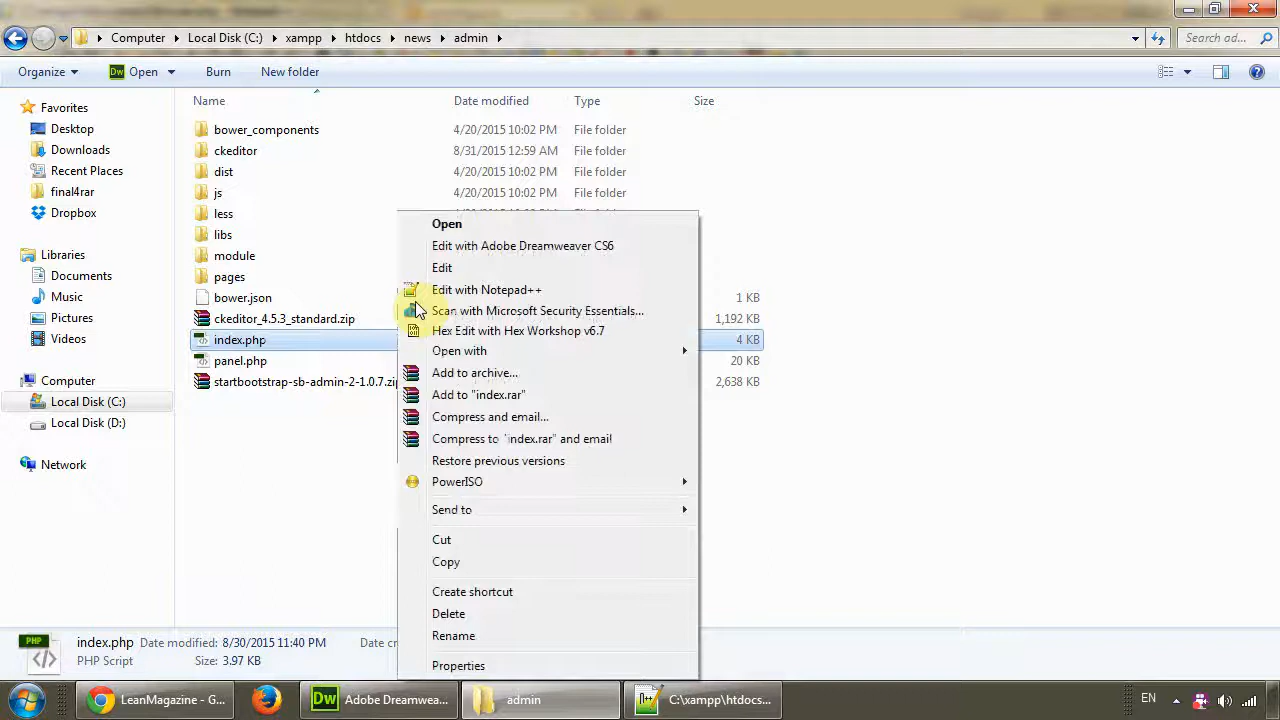 Computer Local Disk (C:) xampp htdocs news admin
Search ad...
Organize Dw Open Burn New folder
Name Date modified Type Size
Favorites
Desktop
Downloads
Recent Places
final4rar
Dropbox
Libraries
Documents
Music
Pictures
Videos
Computer
Local Disk (C:)
Local Disk (D:)
Network
bower_components 4/20/2015 10:02 PM File folder
ckeditor 8/31/2015 12:59 AM File folder
dist 4/20/2015 10:02 PM File folder
js 4/20/2015 10:02 PM File folder
less
libs
module
pages
bower.json 1 KB
ckeditor_4.5.3_standard.zip 1,192 KB
index.php 4 KB
panel.php 20 KB
startbootstrap-sb-admin-2-1.0.7.zip 2,638 KB
Open
Edit with Adobe Dreamweaver CS6
Edit
Edit with Notepad++
Scan with Microsoft Security Essentials...
Hex Edit with Hex Workshop v6.7
Open with
Add to archive...
Add to "index.rar"
Compress and email...
Compress to "index.rar" and email
Restore previous versions
PowerISO
Send to
Cut
Copy
Create shortcut
Delete
Rename
Properties
PHP
index.php Date modified: 8/30/2015 11:40 PM Date cr
PHP Script Size: 3.97 KB
LeanMagazine - G... Dw Adobe Dreamwea... admin C:\xampp\htdocs... EN